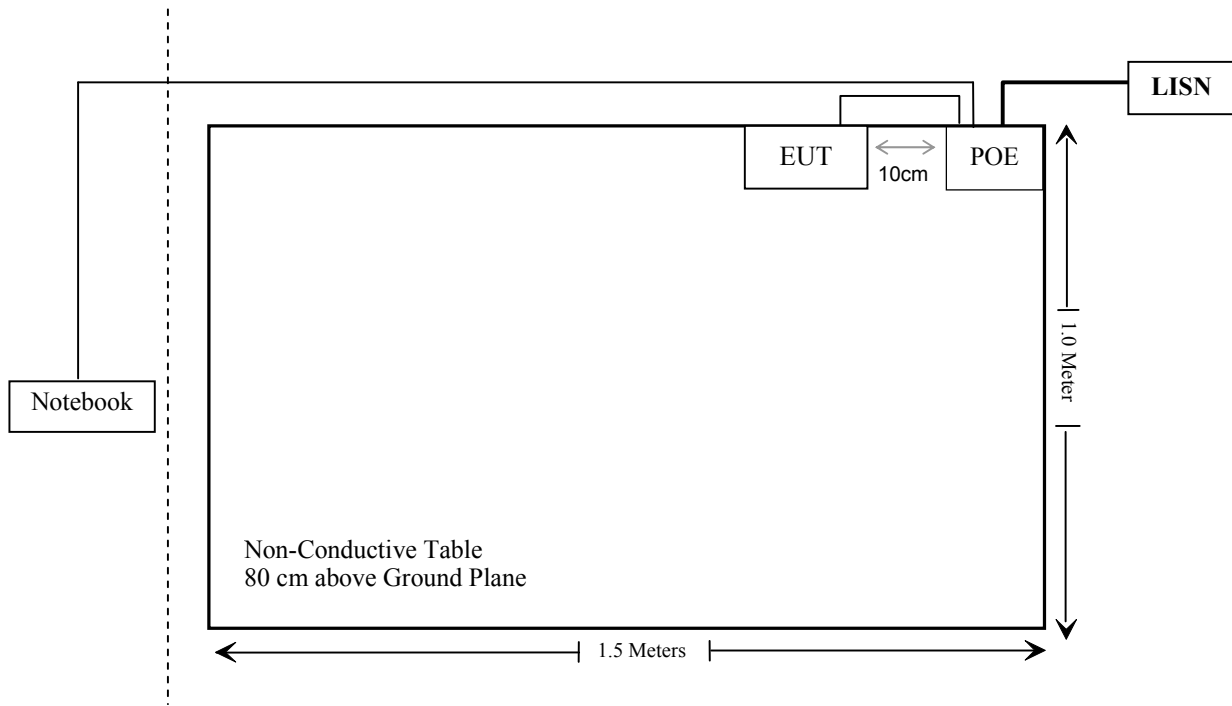 LISN
EUT
POE
10cm
1.0 Meter
Notebook
Non-Conductive Table
80 cm above Ground Plane
1.5 Meters